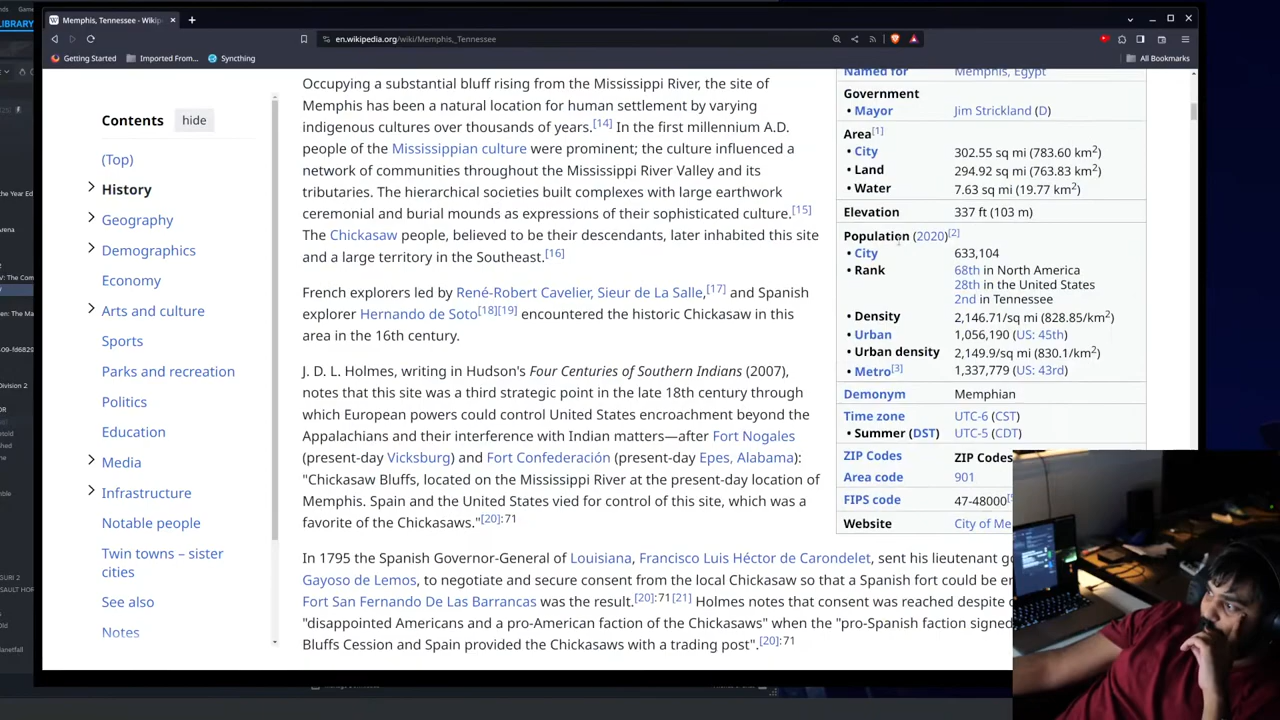 LIBRARY
Memphis, Tennessee - Wikip
en.wikipedia.org/wiki/Memphis,_Tennessee
Getting Started
Imported From...
Syncthing
All Bookmarks
Contents
hide
(Top)
History
Geography
Demographics
Economy
Arts and culture
Sports
Parks and recreation
Politics
Education
Media
Infrastructure
Notable people
Twin towns – sister
cities
See also
Notes
Occupying a substantial bluff rising from the Mississippi River, the site of
Memphis has been a natural location for human settlement by varying
indigenous cultures over thousands of years.[14] In the first millennium A.D.
people of the Mississippian culture were prominent; the culture influenced a
network of communities throughout the Mississippi River Valley and its
tributaries. The hierarchical societies built complexes with large earthwork
ceremonial and burial mounds as expressions of their sophisticated culture.[15]
The Chickasaw people, believed to be their descendants, later inhabited this site
and a large territory in the Southeast.[16]
French explorers led by René-Robert Cavelier, Sieur de La Salle,[17] and Spanish
explorer Hernando de Soto[18][19] encountered the historic Chickasaw in this
area in the 16th century.
J. D. L. Holmes, writing in Hudson's Four Centuries of Southern Indians (2007),
notes that this site was a third strategic point in the late 18th century through
which European powers could control United States encroachment beyond the
Appalachians and their interference with Indian matters—after Fort Nogales
(present-day Vicksburg) and Fort Confederación (present-day Epes, Alabama):
"Chickasaw Bluffs, located on the Mississippi River at the present-day location of
Memphis. Spain and the United States vied for control of this site, which was a
favorite of the Chickasaws."[20]:71
In 1795 the Spanish Governor-General of Louisiana, Francisco Luis Héctor de Carondelet, sent his lieutenant go
Gayoso de Lemos, to negotiate and secure consent from the local Chickasaw so that a Spanish fort could be er
Fort San Fernando De Las Barrancas was the result.[20]:71[21] Holmes notes that consent was reached despite
"disappointed Americans and a pro-American faction of the Chickasaws" when the "pro-Spanish faction signed
Bluffs Cession and Spain provided the Chickasaws with a trading post".[20]:71
Named for Memphis, Egypt
Government
• Mayor Jim Strickland (D)
Area[1]
• City 302.55 sq mi (783.60 km2)
• Land 294.92 sq mi (763.83 km2)
• Water 7.63 sq mi (19.77 km2)
Elevation 337 ft (103 m)
Population (2020)[2]
• City 633,104
• Rank 68th in North America
28th in the United States
2nd in Tennessee
• Density 2,146.71/sq mi (828.85/km2)
• Urban 1,056,190 (US: 45th)
• Urban density 2,149.9/sq mi (830.1/km2)
• Metro[3] 1,337,779 (US: 43rd)
Demonym Memphian
Time zone UTC-6 (CST)
• Summer (DST) UTC-5 (CDT)
ZIP Codes ZIP Codes
Area code 901
FIPS code 47-48000
Website City of Me